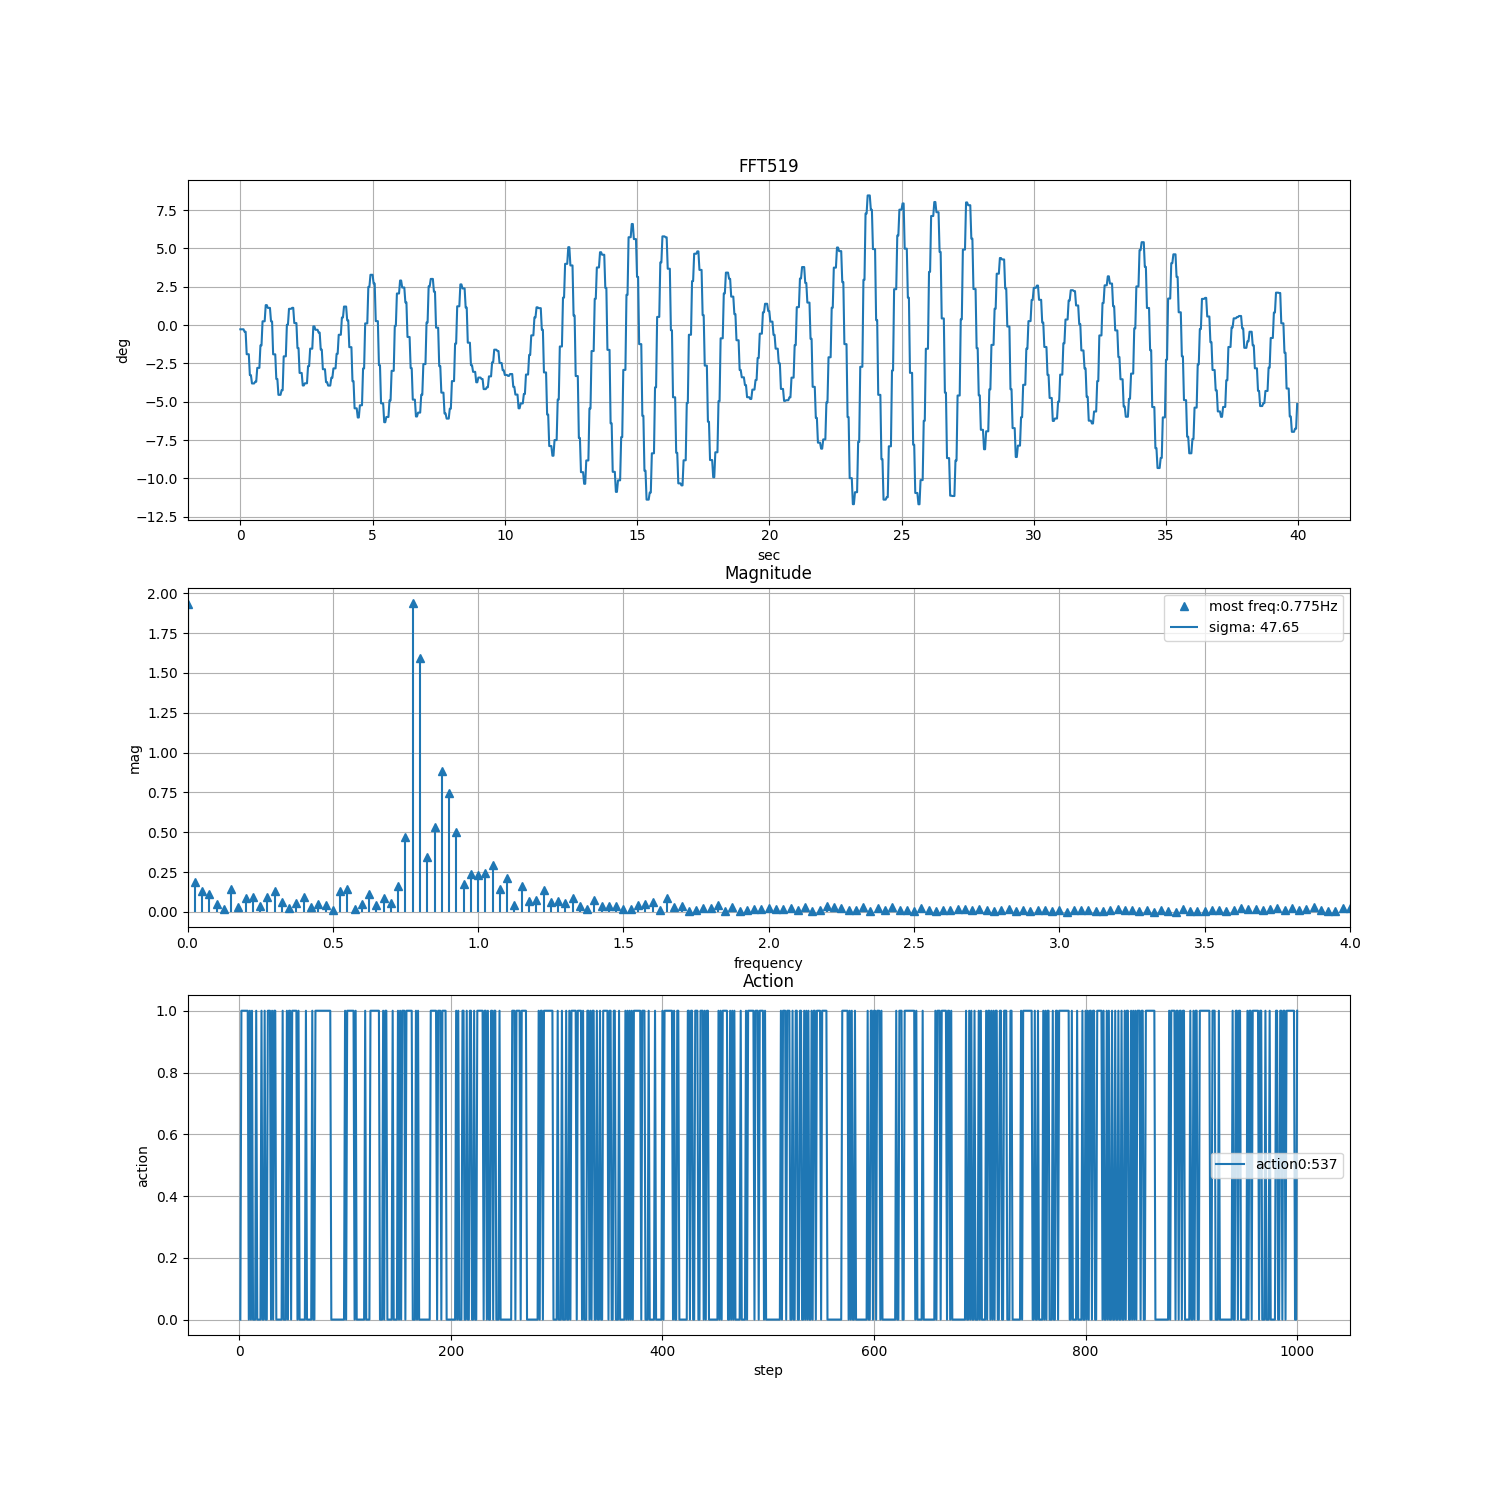 FFT519
7.5
5.0
2.5
0.0
−2.5
−5.0
−7.5
−10.0
−12.5
deg
0 5 10 15 20 25 30 35 40
sec
Magnitude
2.00
1.75
1.50
1.25
1.00
0.75
0.50
0.25
0.00
mag
most freq:0.775Hz
sigma: 47.65
0.0 0.5 1.0 1.5 2.0 2.5 3.0 3.5 4.0
frequency
Action
1.0
0.8
0.6
0.4
0.2
0.0
action
action0:537
0 200 400 600 800 1000
step